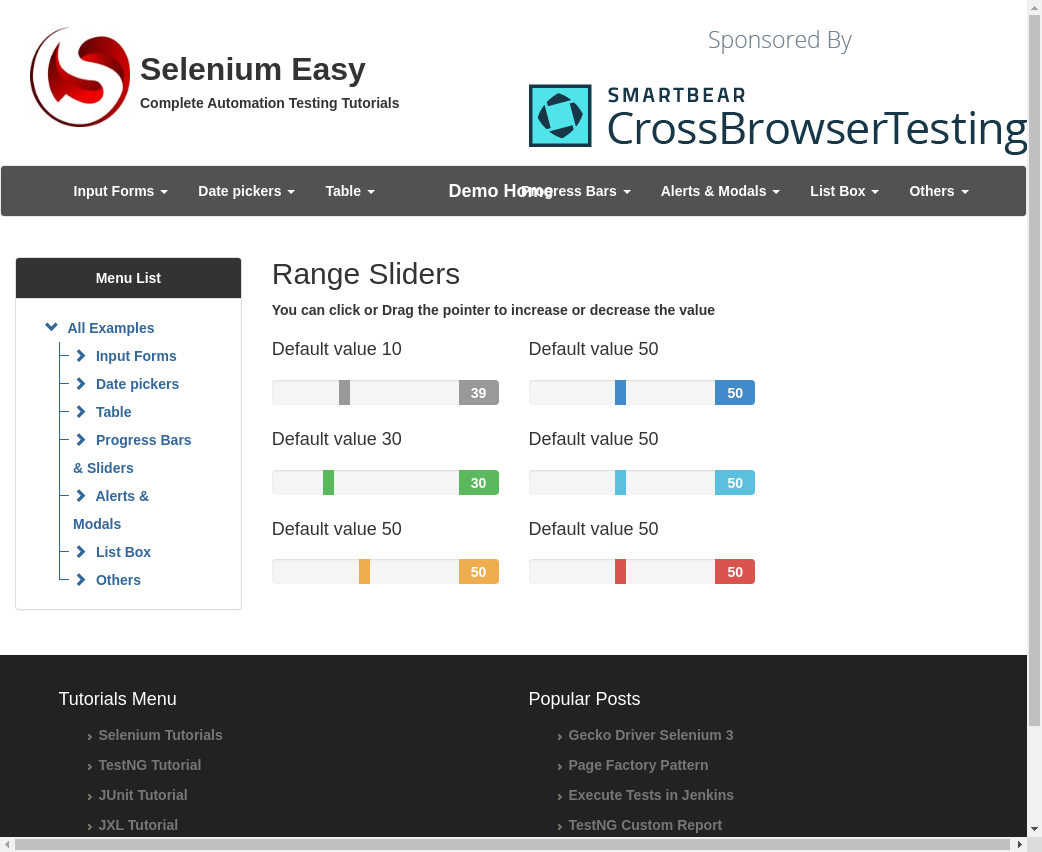 Selenium Easy
Complete Automation Testing Tutorials
Sponsored By
SMARTBEAR
CrossBrowserTesting
Input Forms
Date pickers
Table
Demo Home
Progress Bars
Alerts & Modals
List Box
Others
Menu List
All Examples
Input Forms
Date pickers
Table
Progress Bars
& Sliders
Alerts &
Modals
List Box
Others
Range Sliders
You can click or Drag the pointer to increase or decrease the value
Default value 10
39
Default value 50
50
Default value 30
30
Default value 50
50
Default value 50
50
Default value 50
50
Tutorials Menu
Selenium Tutorials
TestNG Tutorial
JUnit Tutorial
JXL Tutorial
Popular Posts
Gecko Driver Selenium 3
Page Factory Pattern
Execute Tests in Jenkins
TestNG Custom Report